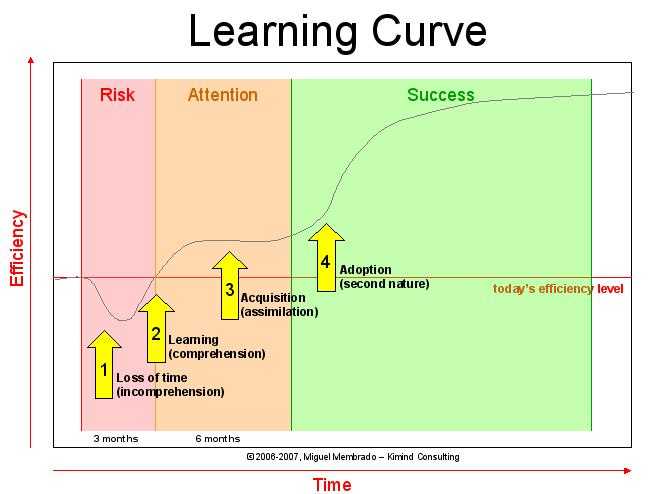 Learning Curve
Risk
Attention
Success
Efficiency
4
Adoption
(second nature)
today's efficiency level
3
Acquisition
(assimilation)
2
Learning
(comprehension)
1
Loss of time
(incomprehension)
3 months
6 months
©2006-2007, Miguel Membrado – Kimind Consulting
Time